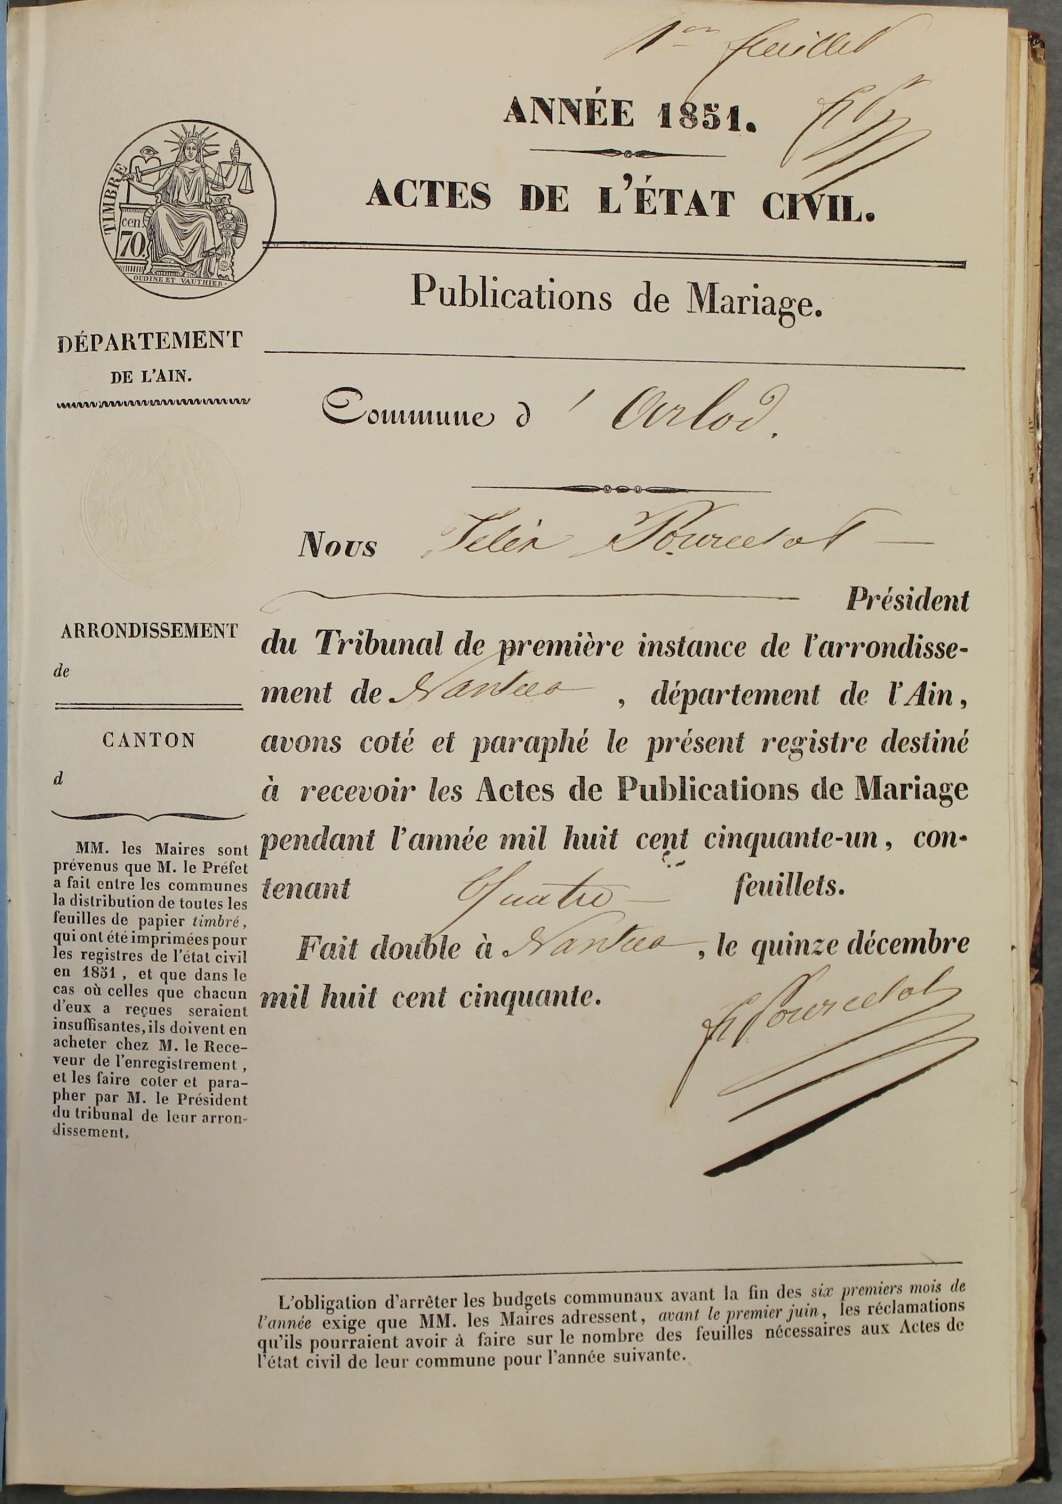 1er feuillet
ANNÉE 1851.
ACTES DE L'ÉTAT CIVIL.
TIMBRE
cen.
70.
OUDINE ET VAUTHIER.
Publications de Mariage.
DÉPARTEMENT
DE L'AIN.
Commune d'Arlod.
Nous Félix Pourcelot
Président
du Tribunal de première instance de l'arrondisse-
ment de Nantua, département de l'Ain,
avons coté et paraphé le présent registre destiné
à recevoir les Actes de Publications de Mariage
pendant l'année mil huit cent cinquante-un, con-
tenant Quatre feuillets.
Fait double à Nantua, le quinze décembre
mil huit cent cinquante.
Pourcelot
ARRONDISSEMENT
de
CANTON
d
MM. les Maires sont
prévenus que M. le Préfet
a fait entre les communes
la distribution de toutes les
feuilles de papier timbré,
qui ont été imprimées pour
les registres de l'état civil
en 1851, et que dans le
cas où celles que chacun
d'eux a reçues seraient
insuffisantes, ils doivent en
acheter chez M. le Rece-
veur de l'enregistrement,
et les faire coter et para-
pher par M. le Président
du tribunal de leur arron-
dissement.
L'obligation d'arrêter les budgets communaux avant la fin des six premiers mois de
l'année exige que MM. les Maires adressent, avant le premier juin, les réclamations
qu'ils pourraient avoir à faire sur le nombre des feuilles nécessaires aux Actes de
l'état civil de leur commune pour l'année suivante.